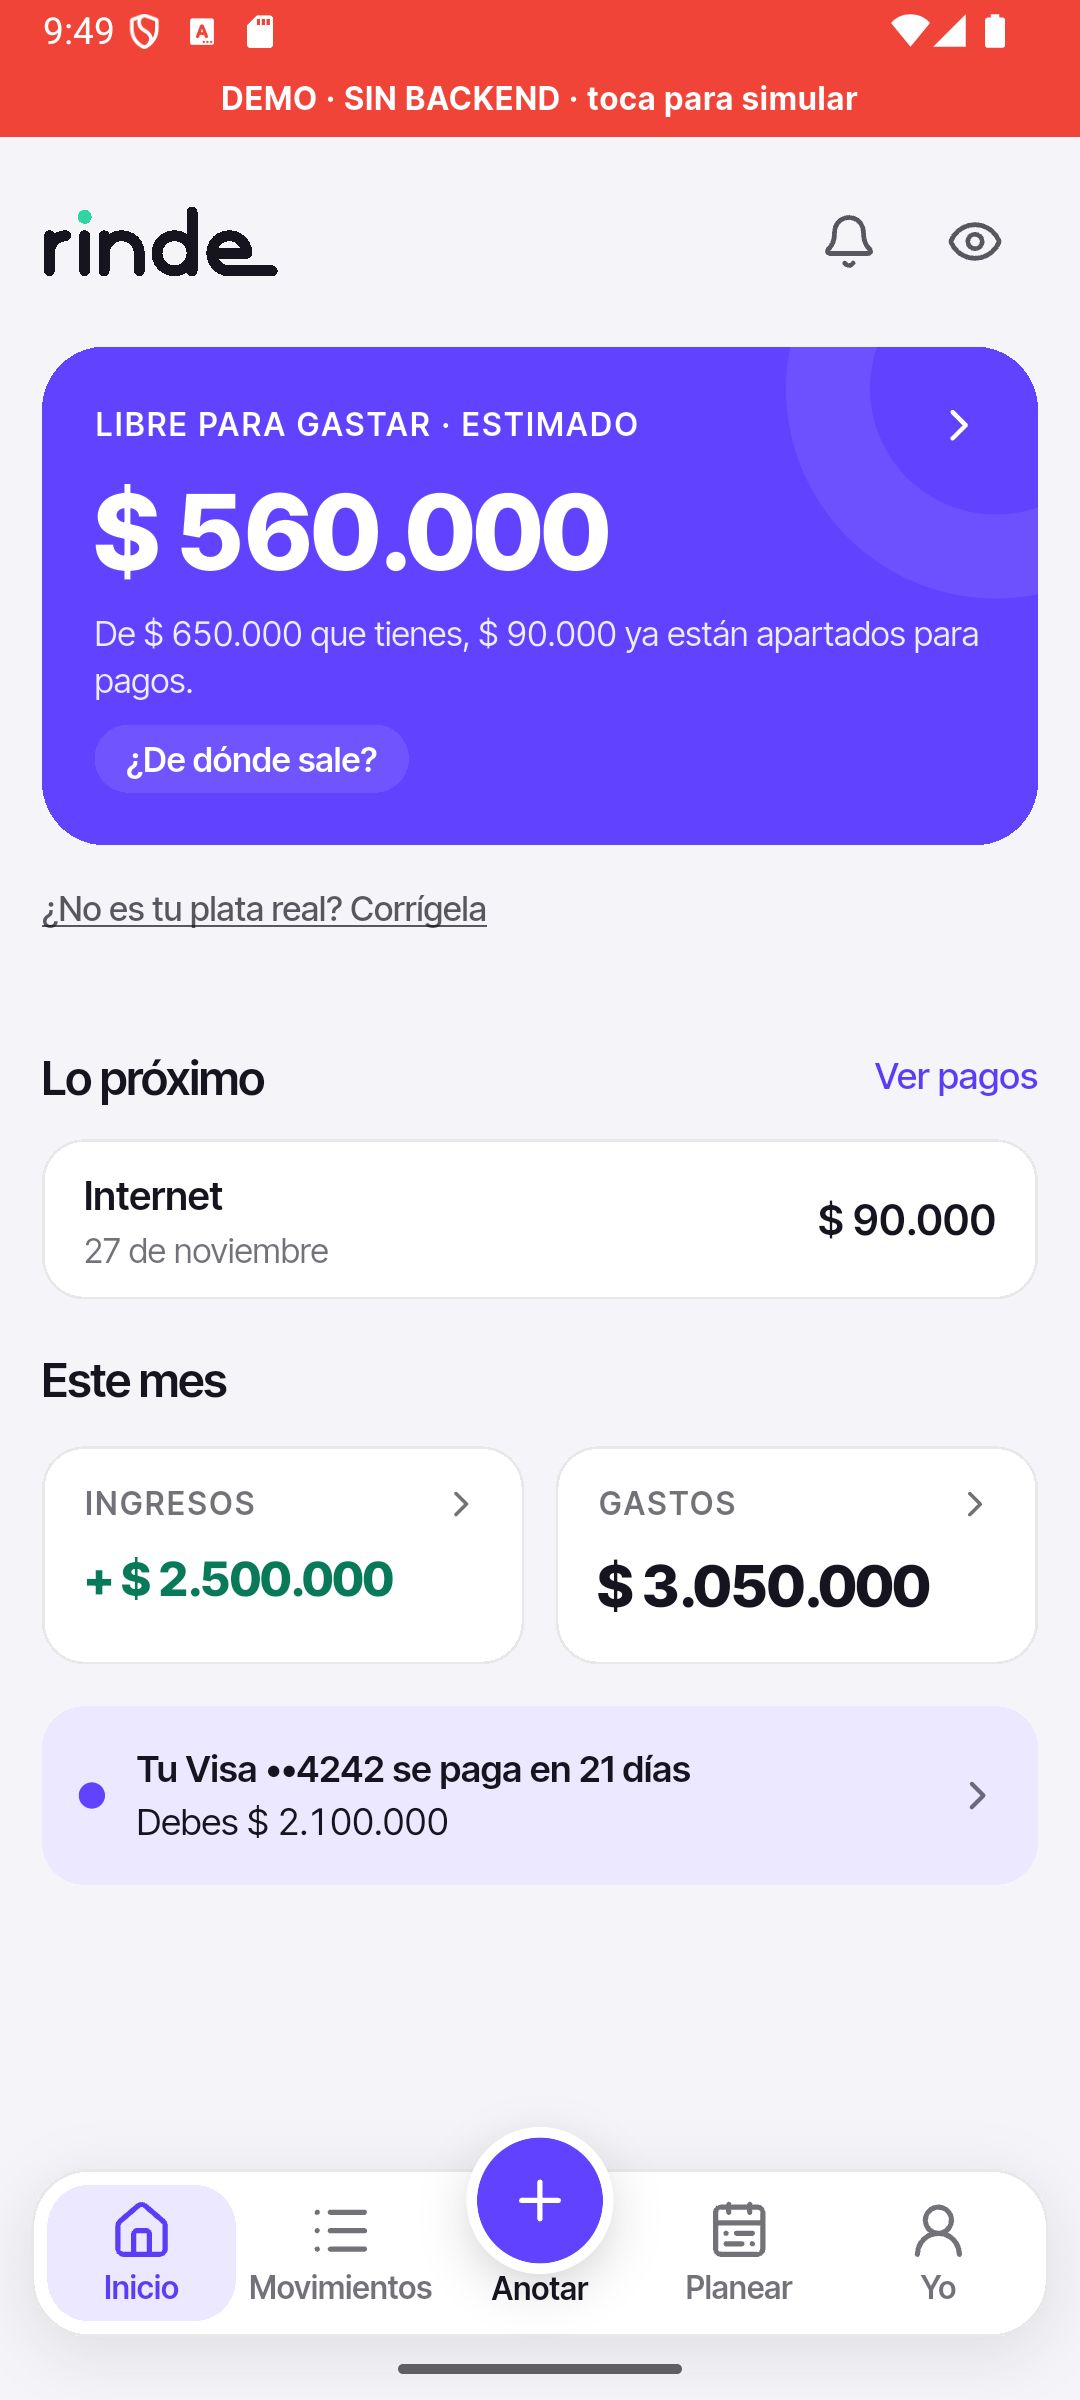 9:49
DEMO · SIN BACKEND · toca para simular
rinde
LIBRE PARA GASTAR · ESTIMADO
$ 560.000
De $ 650.000 que tienes, $ 90.000 ya están apartados para
pagos.
¿De dónde sale?
¿No es tu plata real? Corrígela
Lo próximo
Ver pagos
Internet
$ 90.000
27 de noviembre
Este mes
INGRESOS
GASTOS
+ $ 2.500.000
$ 3.050.000
Tu Visa ••4242 se paga en 21 días
Debes $ 2.100.000
Inicio
Movimientos
Anotar
Planear
Yo